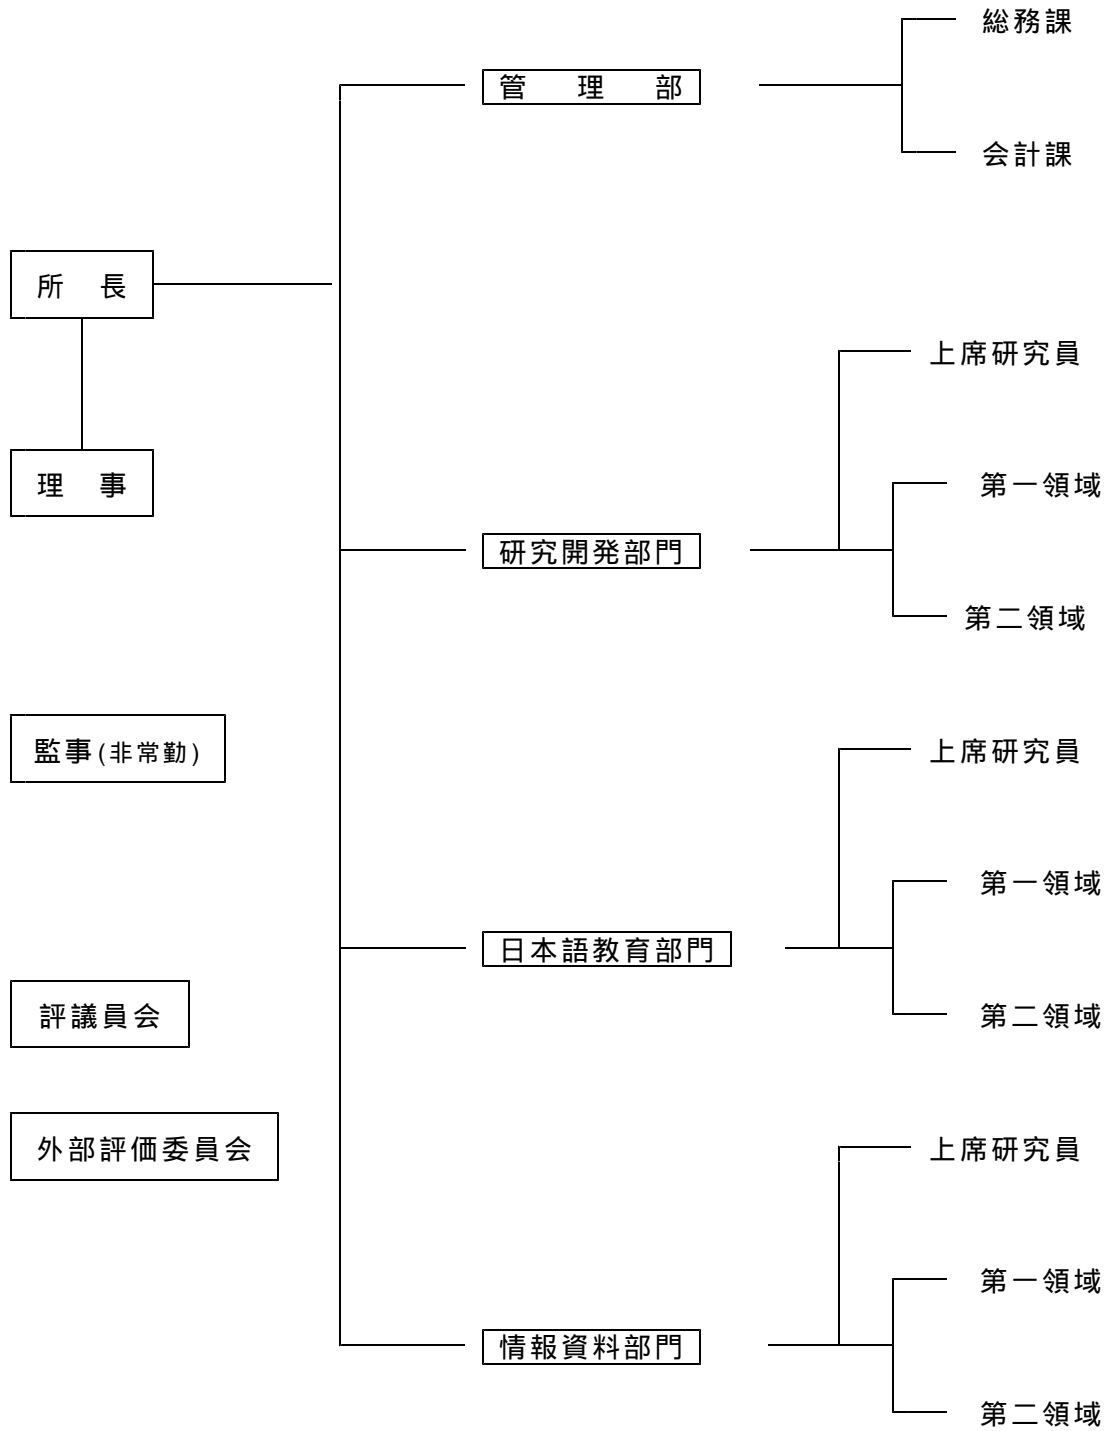 総務課
管　理　部
会計課
所　長
上席研究員
理　事
第一領域
研究開発部門
第二領域
監事(非常勤)
上席研究員
第一領域
日本語教育部門
評議員会
第二領域
外部評価委員会
上席研究員
第一領域
情報資料部門
第二領域